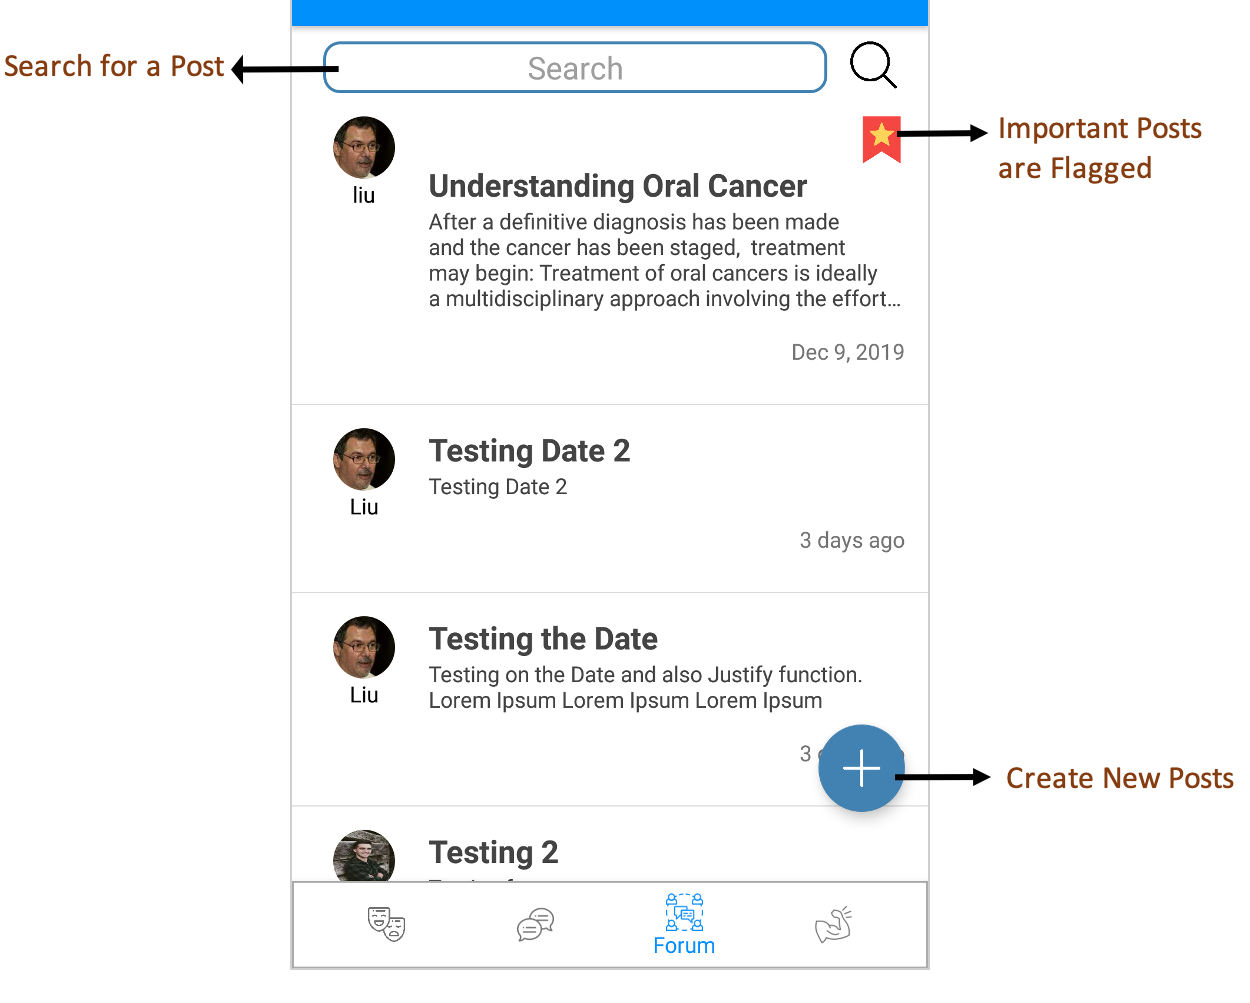 Search for a Post
Search
Important Posts
are Flagged
liu
Understanding Oral Cancer
After a definitive diagnosis has been made
and the cancer has been staged,  treatment
may begin: Treatment of oral cancers is ideally
a multidisciplinary approach involving the effort...
Dec 9, 2019
Liu
Testing Date 2
Testing Date 2
3 days ago
Liu
Testing the Date
Testing on the Date and also Justify function.
Lorem Ipsum Lorem Ipsum Lorem Ipsum
3
Create New Posts
Testing 2
Forum